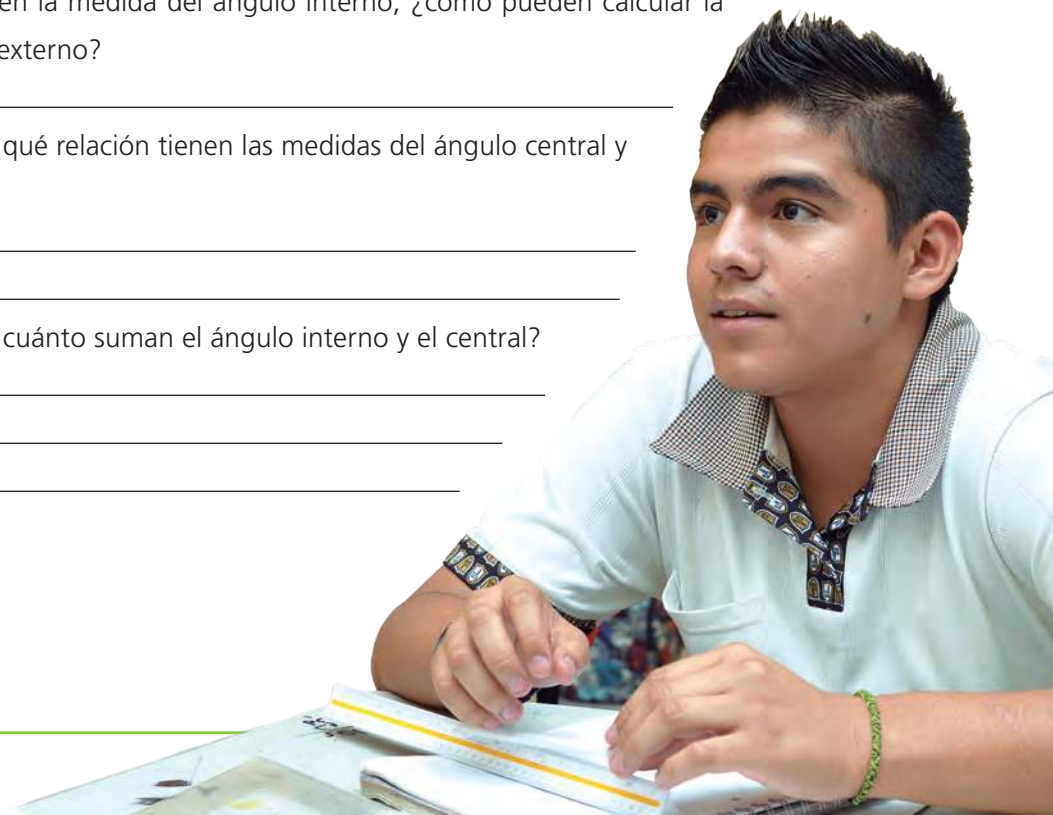 en la medida del ángulo interno, ¿cómo pueden calcular la
externo?
qué relación tienen las medidas del ángulo central y
cuánto suman el ángulo interno y el central?